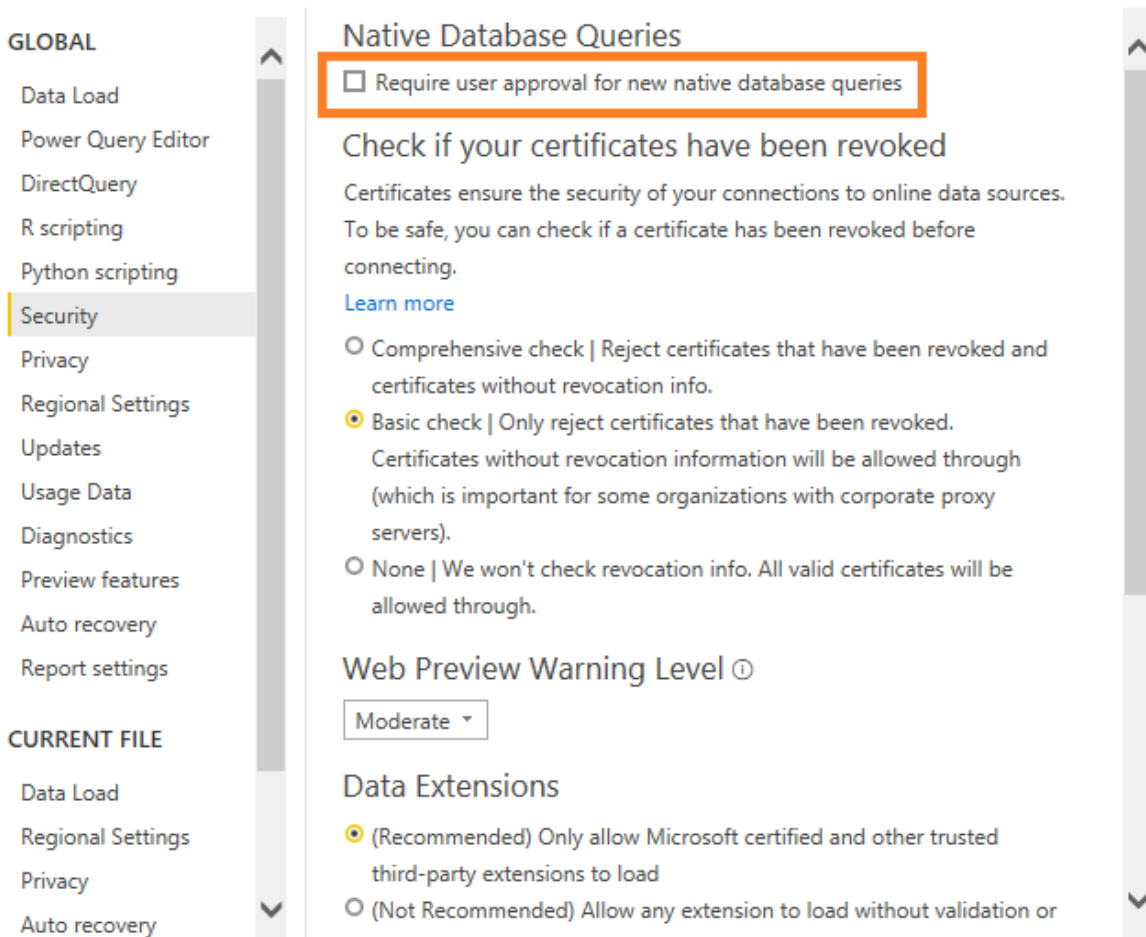 GLOBAL
Data Load
Power Query Editor
DirectQuery
R scripting
Python scripting
Security
Privacy
Regional Settings
Updates
Usage Data
Diagnostics
Preview features
Auto recovery
Report settings
CURRENT FILE
Data Load
Regional Settings
Privacy
Auto recovery
Native Database Queries
Require user approval for new native database queries
Check if your certificates have been revoked
Certificates ensure the security of your connections to online data sources.
To be safe, you can check if a certificate has been revoked before
connecting.
Learn more
Comprehensive check | Reject certificates that have been revoked and
certificates without revocation info.
Basic check | Only reject certificates that have been revoked.
Certificates without revocation information will be allowed through
(which is important for some organizations with corporate proxy
servers).
None | We won't check revocation info. All valid certificates will be
allowed through.
Web Preview Warning Level
Moderate
Data Extensions
(Recommended) Only allow Microsoft certified and other trusted
third-party extensions to load
(Not Recommended) Allow any extension to load without validation or